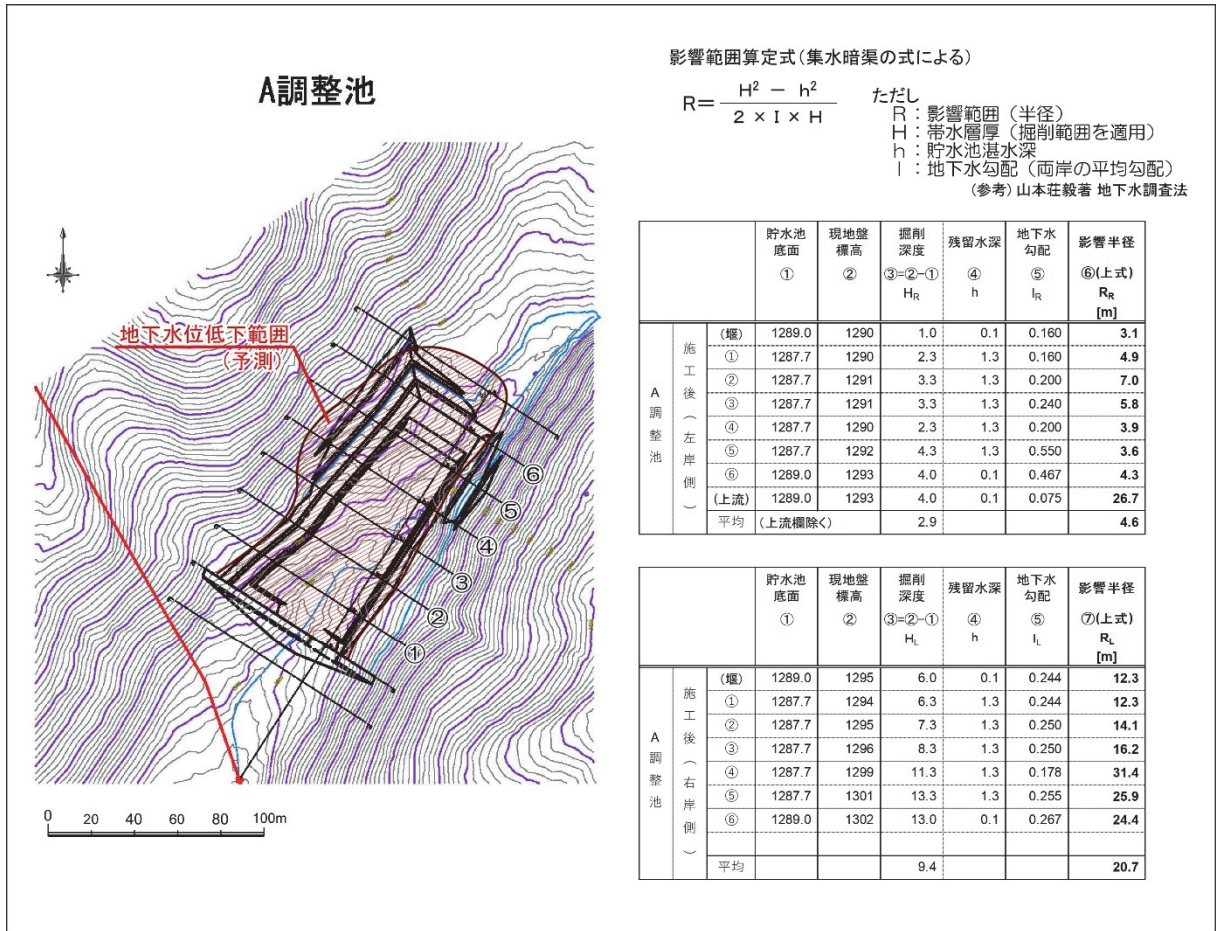 A調整池
地下水位低下範囲
(予測)
①
②
③
④
⑤
⑥
0 20 40 60 80 100m
影響範囲算定式(集水暗渠の式による)
R= H² − h² / 2 × I × H
ただし
R:影響範囲(半径)
H:帯水層厚(掘削範囲を適用)
h:貯水池湛水深
I:地下水勾配(両岸の平均勾配)
(参考) 山本荘毅著 地下水調査法
貯水池底面 現地盤標高 掘削深度 残留水深 地下水勾配 影響半径
① ② ③=②-① ④ ⑤ ⑥(上式)
H_R h I_R R_R
[m]
A調整池 施工後(左岸側)
(堰) 1289.0 1290 1.0 0.1 0.160 3.1
① 1287.7 1290 2.3 1.3 0.160 4.9
② 1287.7 1291 3.3 1.3 0.200 7.0
③ 1287.7 1291 3.3 1.3 0.240 5.8
④ 1287.7 1290 2.3 1.3 0.200 3.9
⑤ 1287.7 1292 4.3 1.3 0.550 3.6
⑥ 1289.0 1293 4.0 0.1 0.467 4.3
(上流) 1289.0 1293 4.0 0.1 0.075 26.7
平均 (上流欄除く) 2.9 4.6
貯水池底面 現地盤標高 掘削深度 残留水深 地下水勾配 影響半径
① ② ③=②-① ④ ⑤ ⑦(上式)
H_L h I_L R_L
[m]
A調整池 施工後(右岸側)
(堰) 1289.0 1295 6.0 0.1 0.244 12.3
① 1287.7 1294 6.3 1.3 0.244 12.3
② 1287.7 1295 7.3 1.3 0.250 14.1
③ 1287.7 1296 8.3 1.3 0.250 16.2
④ 1287.7 1299 11.3 1.3 0.178 31.4
⑤ 1287.7 1301 13.3 1.3 0.255 25.9
⑥ 1289.0 1302 13.0 0.1 0.267 24.4
平均 9.4 20.7